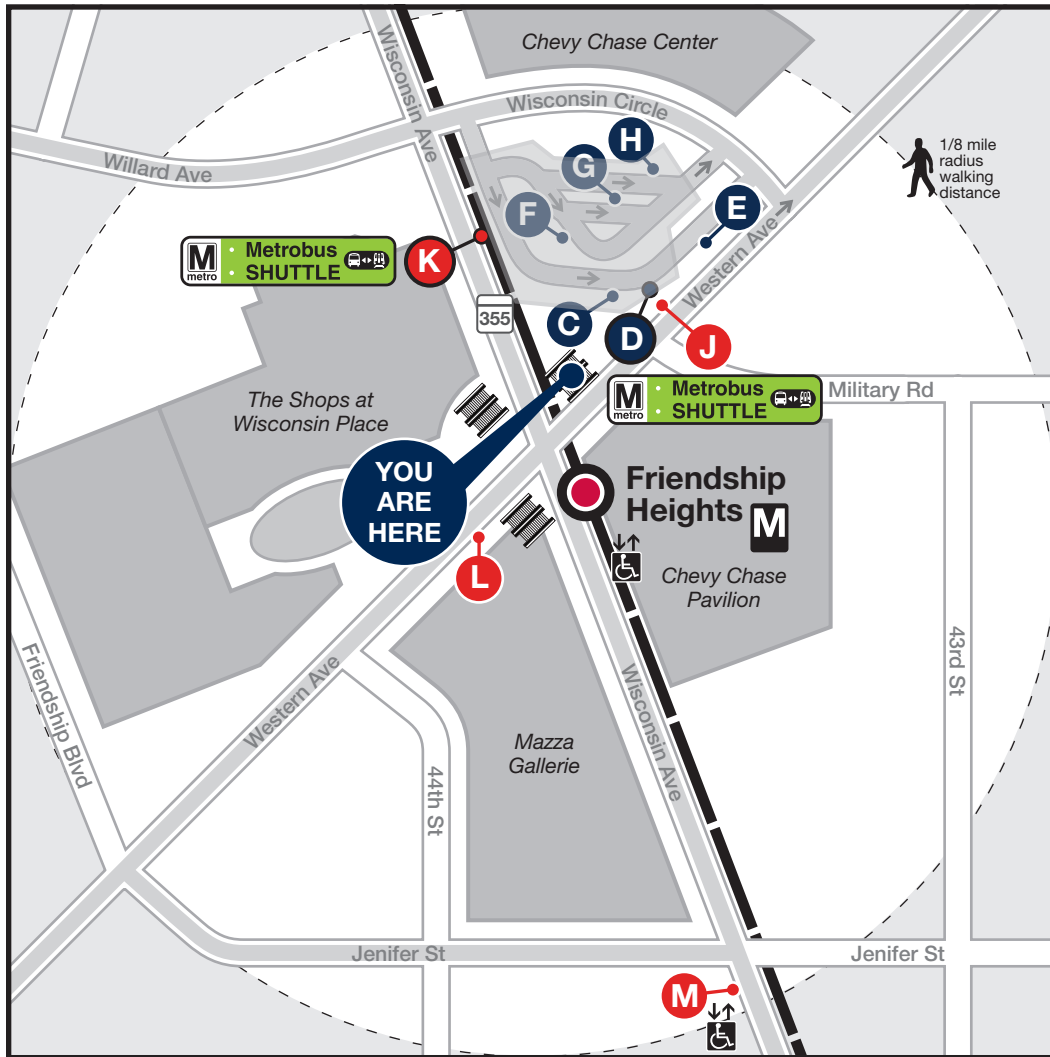 Chevy Chase Center
Wisconsin Ave
Wisconsin Circle
Willard Ave
H
G
F
E
1/8 mile
radius
walking
distance
M
metro
· Metrobus
· SHUTTLE
K
Western Ave
355
C
D
J
M
metro
· Metrobus
· SHUTTLE
Military Rd
The Shops at
Wisconsin Place
YOU
ARE
HERE
Friendship
Heights
M
L
Chevy Chase
Pavilion
Friendship Blvd
Western Ave
Wisconsin Ave
43rd St
Mazza
Gallerie
44th St
Jenifer St
Jenifer St
M